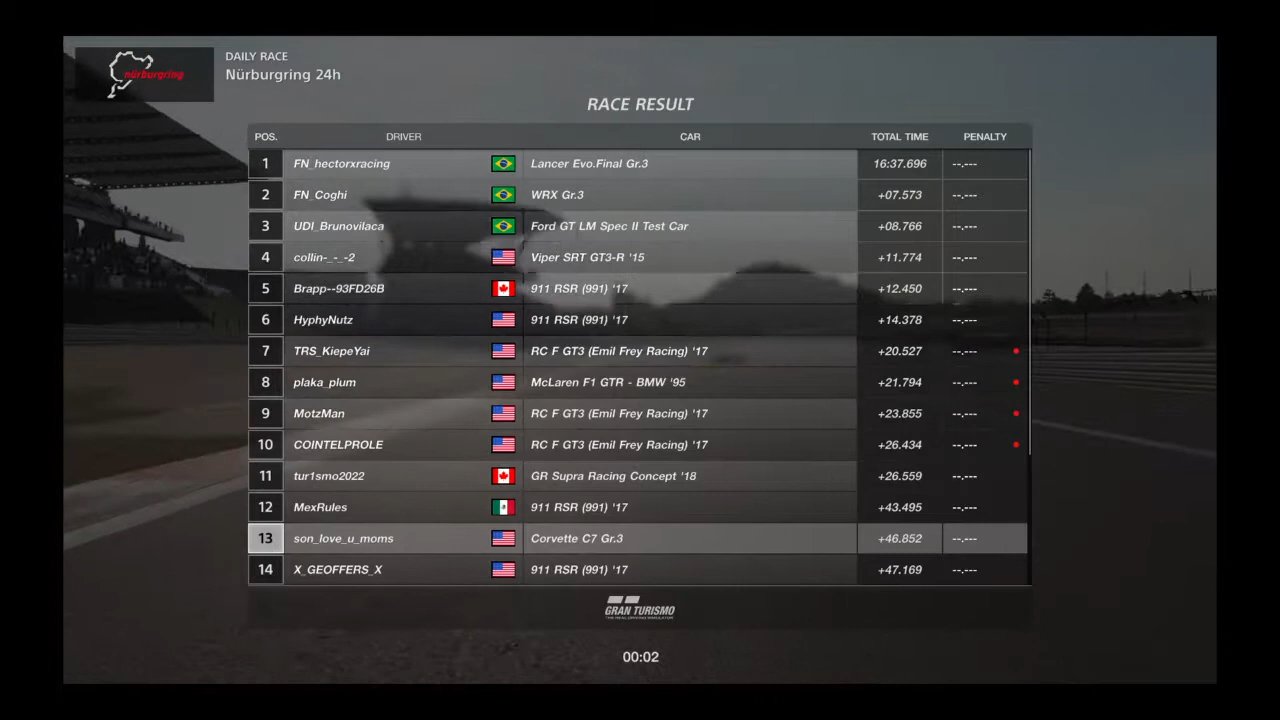 nürburgring
DAILY RACE
Nürburgring 24h
RACE RESULT
POS. DRIVER CAR TOTAL TIME PENALTY
1 FN_hectorxracing Lancer Evo.Final Gr.3 16:37.696 --.---
2 FN_Coghi WRX Gr.3 +07.573 --.---
3 UDI_Brunovilaca Ford GT LM Spec II Test Car +08.766 --.---
4 collin-_-_-2 Viper SRT GT3-R '15 +11.774 --.---
5 Brapp--93FD26B 911 RSR (991) '17 +12.450 --.---
6 HyphyNutz 911 RSR (991) '17 +14.378 --.---
7 TRS_KiepeYai RC F GT3 (Emil Frey Racing) '17 +20.527 --.---
8 plaka_plum McLaren F1 GTR - BMW '95 +21.794 --.---
9 MotzMan RC F GT3 (Emil Frey Racing) '17 +23.855 --.---
10 COINTELPROLE RC F GT3 (Emil Frey Racing) '17 +26.434 --.---
11 tur1smo2022 GR Supra Racing Concept '18 +26.559 --.---
12 MexRules 911 RSR (991) '17 +43.495 --.---
13 son_love_u_moms Corvette C7 Gr.3 +46.852 --.---
14 X_GEOFFERS_X 911 RSR (991) '17 +47.169 --.---
GRAN TURISMO
THE REAL DRIVING SIMULATOR
00:02